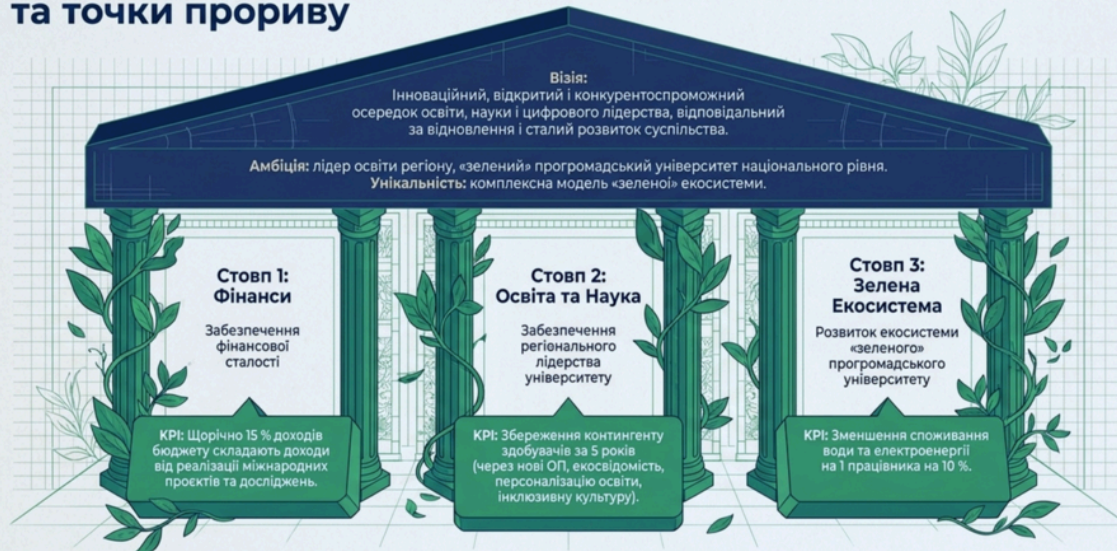 та точки прориву
Візія:
Інноваційний, відкритий і конкурентоспроможний
осередок освіти, науки і цифрового лідерства, відповідальний
за відновлення і сталий розвиток суспільства.
Амбіція: лідер освіти регіону, «зелений» прогромадський університет національного рівня.
Унікальність: комплексна модель «зеленої» екосистеми.
Стовп 1:
Фінанси
Забезпечення
фінансової
сталості
KPI: Щорічно 15 % доходів
бюджету складають доходи
від реалізації міжнародних
проєктів та досліджень.
Стовп 2:
Освіта та Наука
Забезпечення
регіонального
лідерства
університету
KPI: Збереження контингенту
здобувачів за 5 років
(через нові ОП, екосвідомість,
персоналізацію освіти,
інклюзивну культуру).
Стовп 3:
Зелена
Екосистема
Розвиток екосистеми
«зеленого»
прогромадського
університету
KPI: Зменшення споживання
води та електроенергії
на 1 працівника на 10 %.